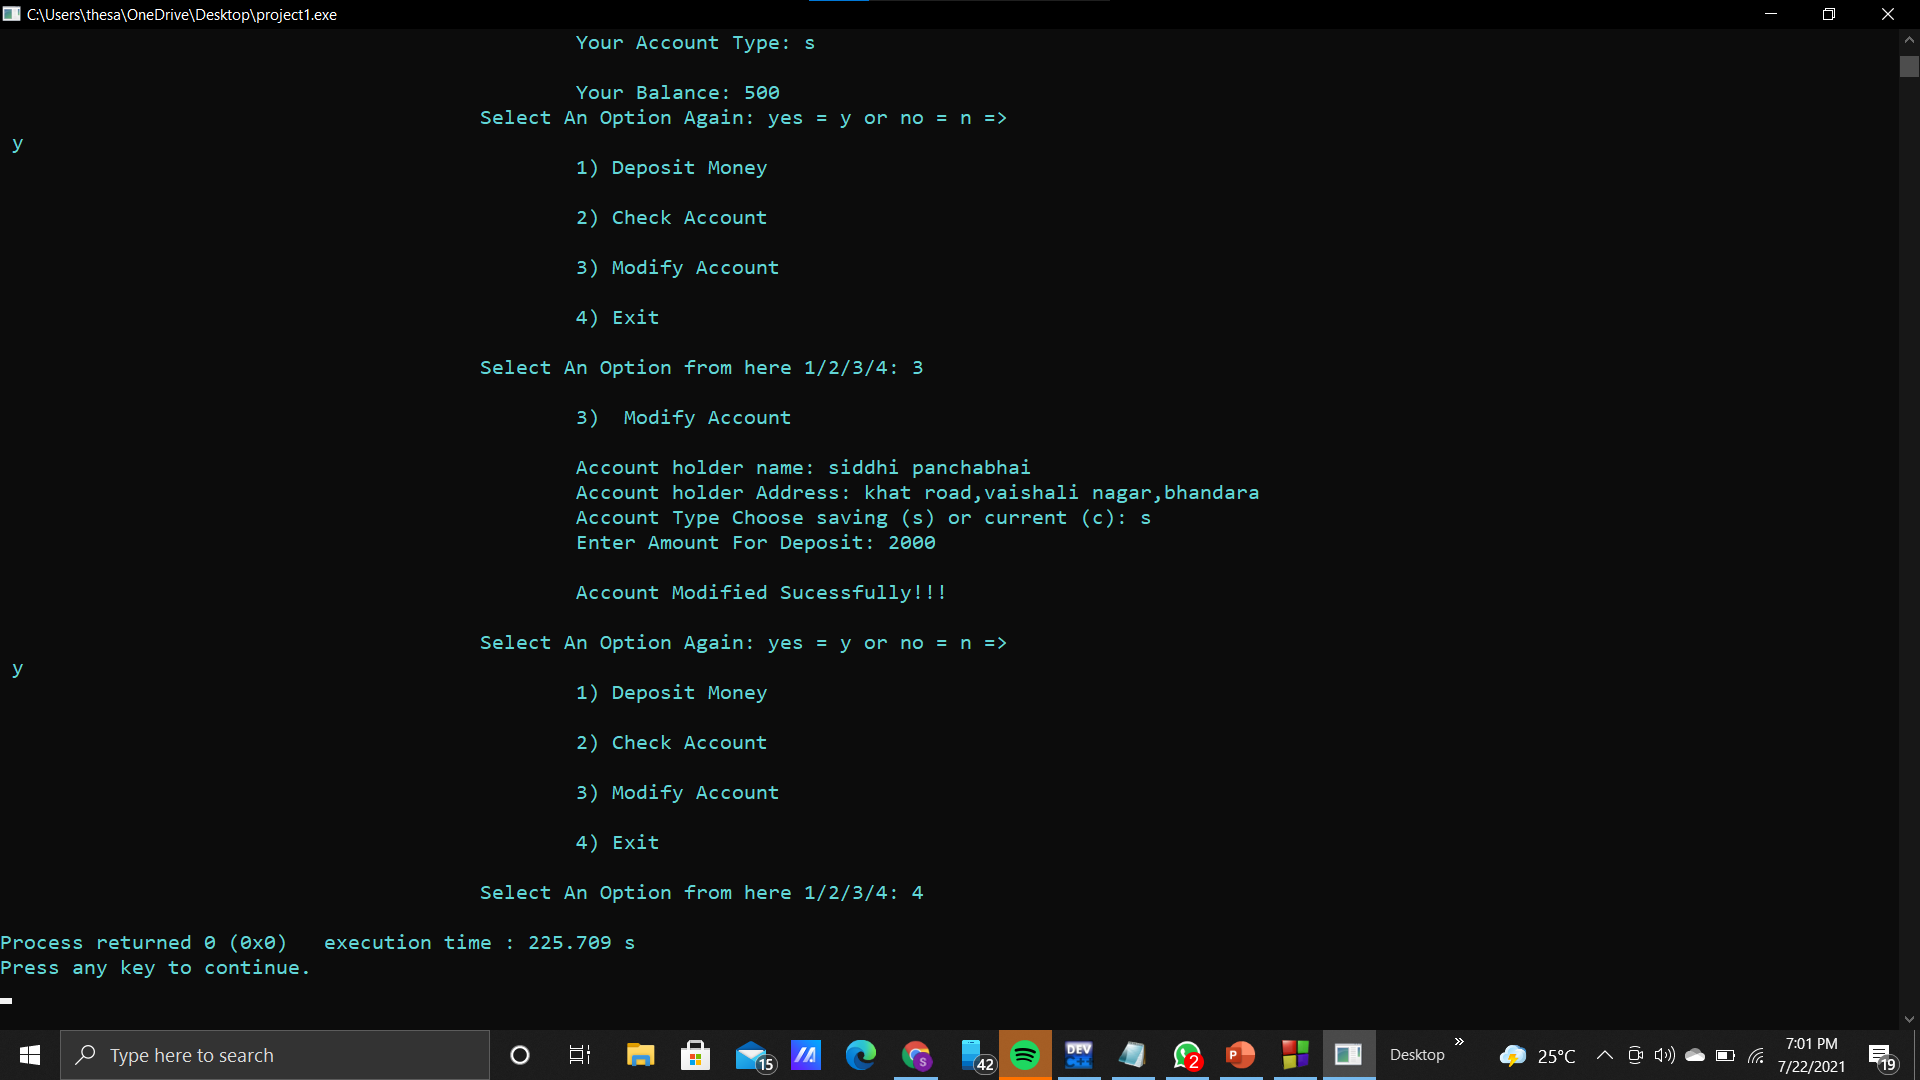 C:\Users\thesa\OneDrive\Desktop\project1.exe
Your Account Type: s
Your Balance: 500
Select An Option Again: yes = y or no = n =>
y
1) Deposit Money
2) Check Account
3) Modify Account
4) Exit
Select An Option from here 1/2/3/4: 3
3)  Modify Account
Account holder name: siddhi panchabhai
Account holder Address: khat road,vaishali nagar,bhandara
Account Type Choose saving (s) or current (c): s
Enter Amount For Deposit: 2000
Account Modified Sucessfully!!!
Select An Option Again: yes = y or no = n =>
y
1) Deposit Money
2) Check Account
3) Modify Account
4) Exit
Select An Option from here 1/2/3/4: 4
Process returned 0 (0x0)   execution time : 225.709 s
Press any key to continue.
Type here to search
15
S
42
DEV C++
2
P
Desktop
»
25°C
7:01 PM
7/22/2021
19